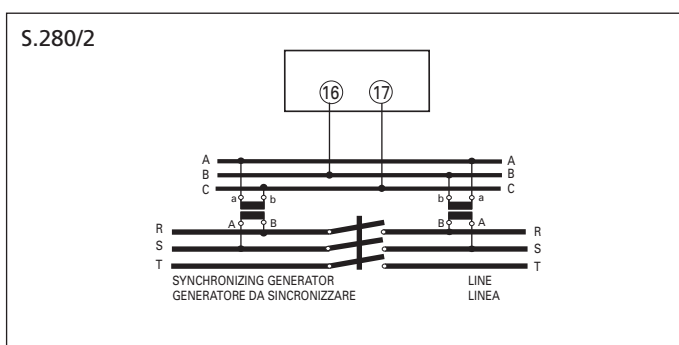 S.280/2
16 17
A A
B B
C C
a b b a
A B B A
R R
S S
T T
SYNCHRONIZING GENERATOR LINE
GENERATORE DA SINCRONIZZARE LINEA